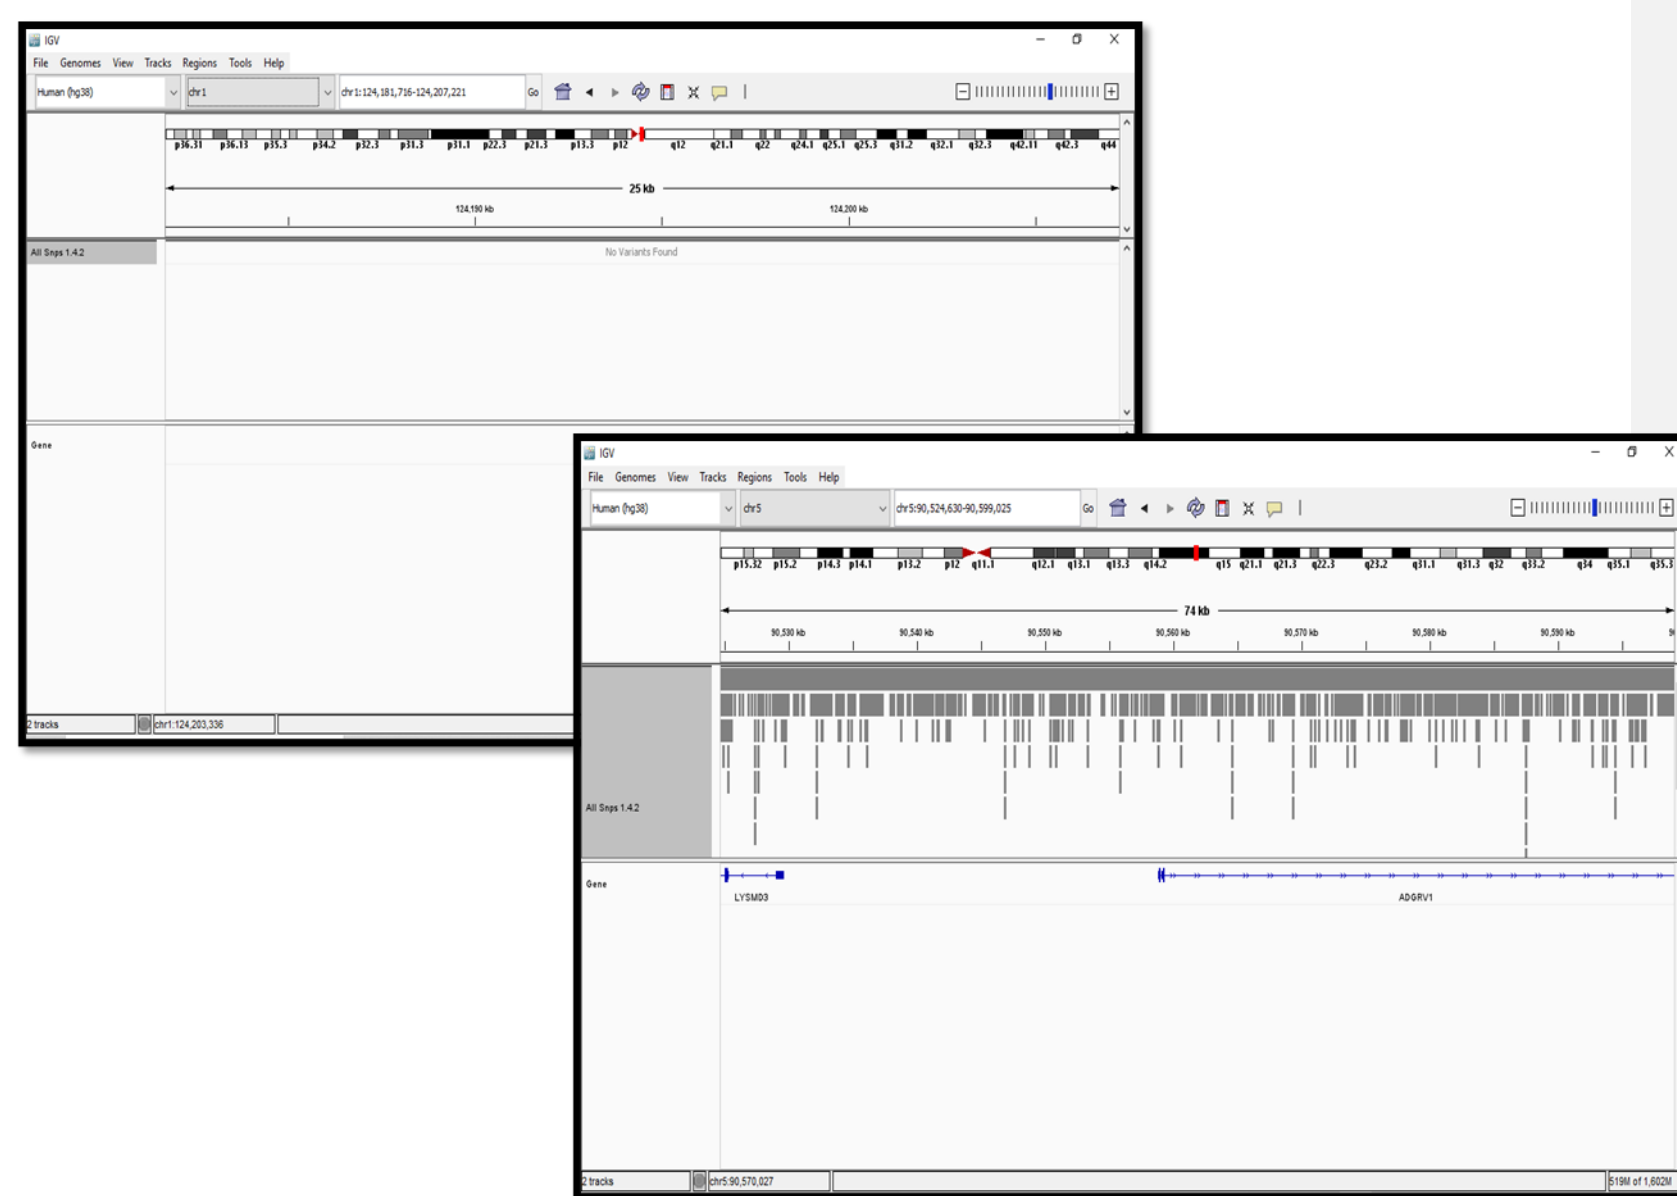 IGV
File Genomes View Tracks Regions Tools Help
Human (hg38) chr1 chr1:124,181,716-124,207,221 Go
p36.31 p36.13 p35.3 p34.2 p32.3 p31.3 p31.1 p22.3 p21.3 p13.3 p12 q12 q21.1 q22 q24.1 q25.1 q25.3 q31.2 q32.1 q32.3 q42.11 q42.3 q44
25 kb
124,190 kb 124,200 kb
All Snps 1.4.2 No Variants Found
Gene
2 tracks chr1:124,203,336
IGV
File Genomes View Tracks Regions Tools Help
Human (hg38) chr5 chr5:90,524,630-90,599,025 Go
p15.32 p15.2 p14.3 p14.1 p13.2 p12 q11.1 q12.1 q13.1 q13.3 q14.2 q15 q21.1 q21.3 q22.3 q23.2 q31.1 q31.3 q32 q33.2 q34 q35.1 q35.3
74 kb
90,530 kb 90,540 kb 90,550 kb 90,560 kb 90,570 kb 90,580 kb 90,590 kb
All Snps 1.4.2
Gene
LYSMD3 ADGRV1
2 tracks chr5:90,570,027 519M of 1,602M